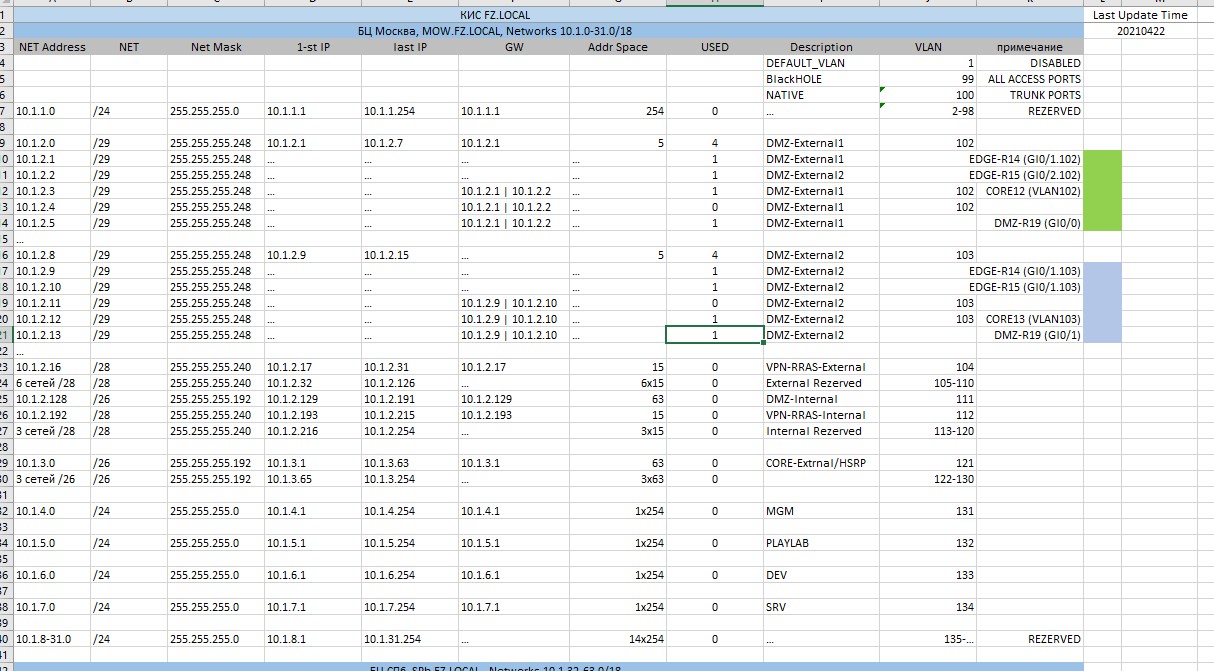 КИС FZ.LOCAL Last Update Time
БЦ Москва, MOW.FZ.LOCAL, Networks 10.1.0-31.0/18 20210422
NET Address NET Net Mask 1-st IP last IP GW Addr Space USED Description VLAN примечание
DEFAULT_VLAN 1 DISABLED
BlackHOLE 99 ALL ACCESS PORTS
NATIVE 100 TRUNK PORTS
10.1.1.0 /24 255.255.255.0 10.1.1.1 10.1.1.254 10.1.1.1 254 0 ... 2-98 REZERVED
10.1.2.0 /29 255.255.255.248 10.1.2.1 10.1.2.7 10.1.2.1 5 4 DMZ-External1 102
10.1.2.1 /29 255.255.255.248 ... ... ... ... 1 DMZ-External1 EDGE-R14 (GI0/1.102)
10.1.2.2 /29 255.255.255.248 ... ... ... ... 1 DMZ-External2 EDGE-R15 (GI0/2.102)
10.1.2.3 /29 255.255.255.248 ... ... 10.1.2.1 | 10.1.2.2 ... 1 DMZ-External1 102 CORE12 (VLAN102)
10.1.2.4 /29 255.255.255.248 ... ... 10.1.2.1 | 10.1.2.2 ... 0 DMZ-External1 102
10.1.2.5 /29 255.255.255.248 ... ... 10.1.2.1 | 10.1.2.2 ... 1 DMZ-External1 DMZ-R19 (GI0/0)
...
10.1.2.8 /29 255.255.255.248 10.1.2.9 10.1.2.15 ... 5 4 DMZ-External2 103
10.1.2.9 /29 255.255.255.248 ... ... ... ... 1 DMZ-External2 EDGE-R14 (GI0/1.103)
10.1.2.10 /29 255.255.255.248 ... ... ... ... 1 DMZ-External2 EDGE-R15 (GI0/1.103)
10.1.2.11 /29 255.255.255.248 ... ... 10.1.2.9 | 10.1.2.10 ... 0 DMZ-External2 103
10.1.2.12 /29 255.255.255.248 ... ... 10.1.2.9 | 10.1.2.10 ... 1 DMZ-External2 103 CORE13 (VLAN103)
10.1.2.13 /29 255.255.255.248 ... ... 10.1.2.9 | 10.1.2.10 ... 1 DMZ-External2 DMZ-R19 (GI0/1)
...
10.1.2.16 /28 255.255.255.240 10.1.2.17 10.1.2.31 10.1.2.17 15 0 VPN-RRAS-External 104
6 сетей /28 /28 255.255.255.240 10.1.2.32 10.1.2.126 ... 6x15 0 External Rezerved 105-110
10.1.2.128 /26 255.255.255.192 10.1.2.129 10.1.2.191 10.1.2.129 63 0 DMZ-Internal 111
10.1.2.192 /28 255.255.255.240 10.1.2.193 10.1.2.215 10.1.2.193 15 0 VPN-RRAS-Internal 112
3 сетей /28 /28 255.255.255.240 10.1.2.216 10.1.2.254 ... 3x15 0 Internal Rezerved 113-120
10.1.3.0 /26 255.255.255.192 10.1.3.1 10.1.3.63 10.1.3.1 63 0 CORE-Extrnal/HSRP 121
3 сетей /26 /26 255.255.255.192 10.1.3.65 10.1.3.254 ... 3x63 0 122-130
10.1.4.0 /24 255.255.255.0 10.1.4.1 10.1.4.254 10.1.4.1 1x254 0 MGM 131
10.1.5.0 /24 255.255.255.0 10.1.5.1 10.1.5.254 10.1.5.1 1x254 0 PLAYLAB 132
10.1.6.0 /24 255.255.255.0 10.1.6.1 10.1.6.254 10.1.6.1 1x254 0 DEV 133
10.1.7.0 /24 255.255.255.0 10.1.7.1 10.1.7.254 10.1.7.1 1x254 0 SRV 134
10.1.8-31.0 /24 255.255.255.0 10.1.8.1 10.1.31.254 ... 14x254 0 ... 135-... REZERVED
БЦ СПб, SPb.FZ.LOCAL, Networks 10.1.32-63.0/18